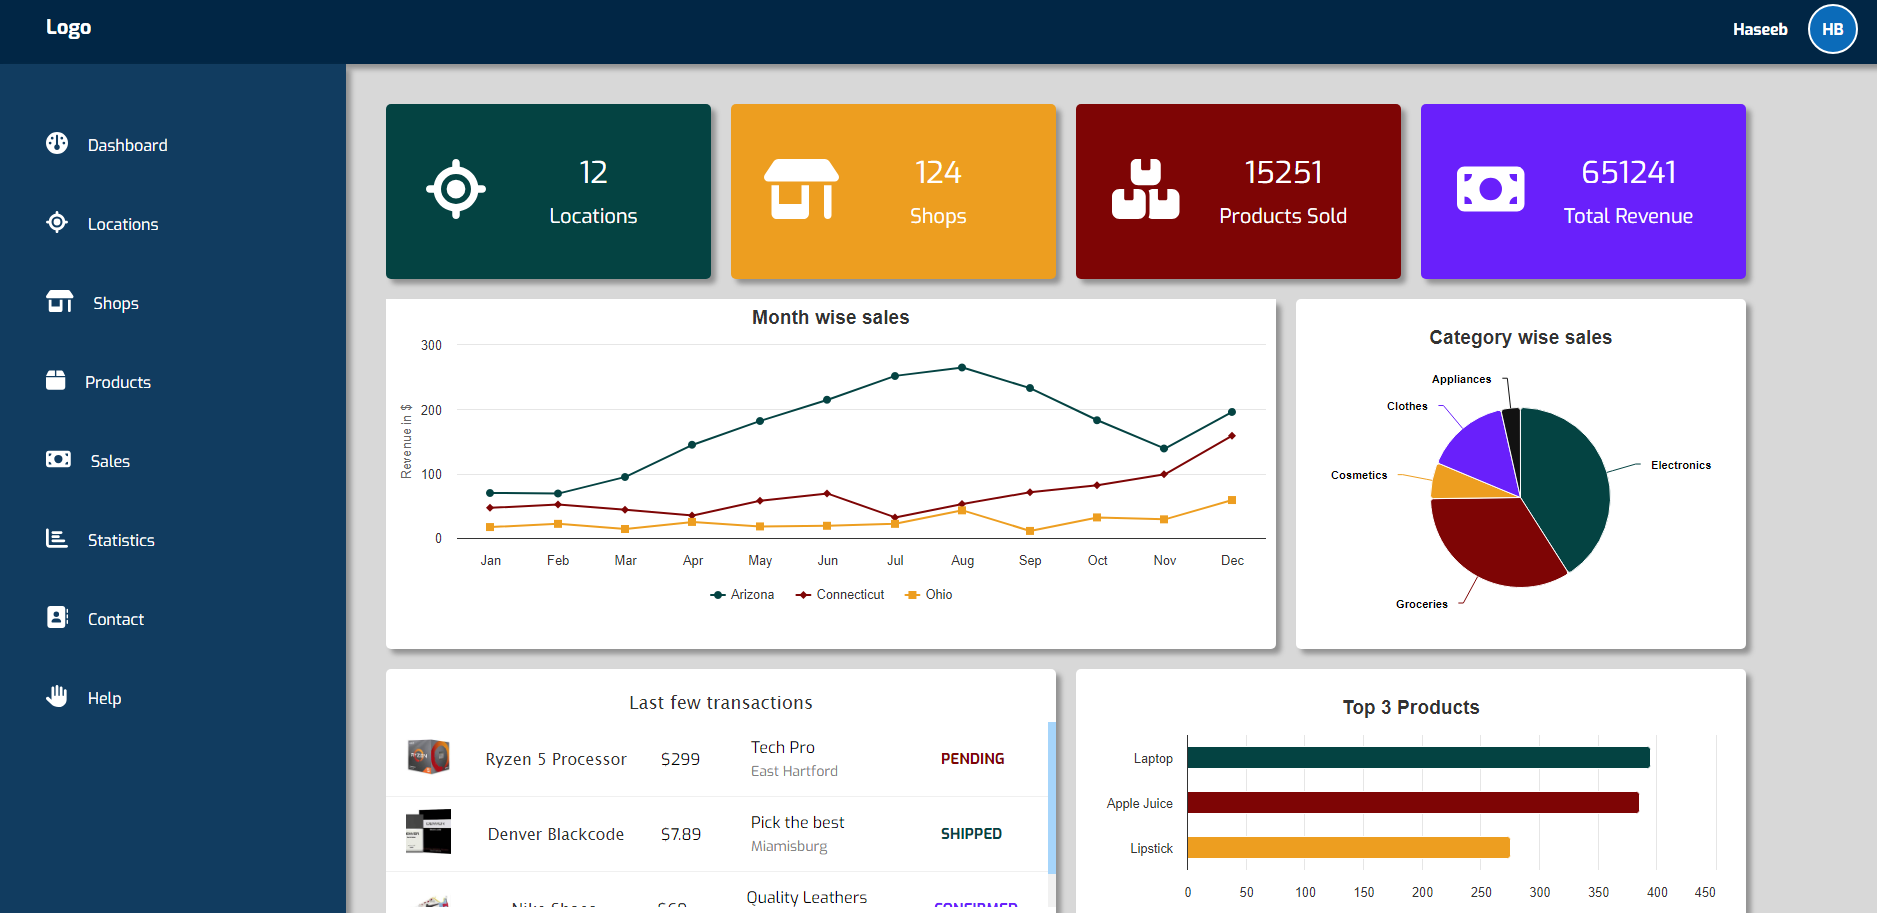 Logo
Haseeb
HB
Dashboard
Locations
Shops
Products
Sales
Statistics
Contact
Help
12
Locations
124
Shops
15251
Products Sold
651241
Total Revenue
Month wise sales
Revenue in $
300
200
100
0
Jan Feb Mar Apr May Jun Jul Aug Sep Oct Nov Dec
Arizona Connecticut Ohio
Category wise sales
Appliances
Clothes
Electronics
Cosmetics
Groceries
Last few transactions
Ryzen 5 Processor $299 Tech Pro PENDING
East Hartford
Denver Blackcode $7.89 Pick the best SHIPPED
Miamisburg
Quality Leathers
CONFIRMED
Top 3 Products
Laptop
Apple Juice
Lipstick
0 50 100 150 200 250 300 350 400 450